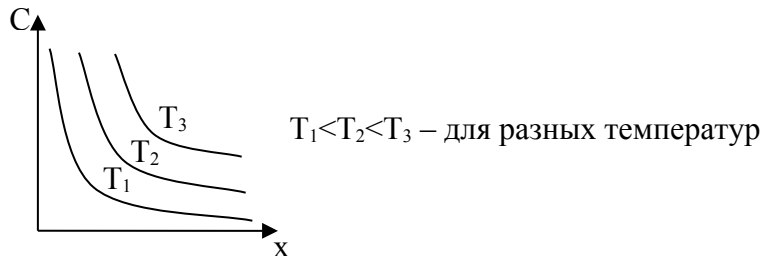 C
T₃
T₁<T₂<T₃ – для разных температур
T₂
T₁
x